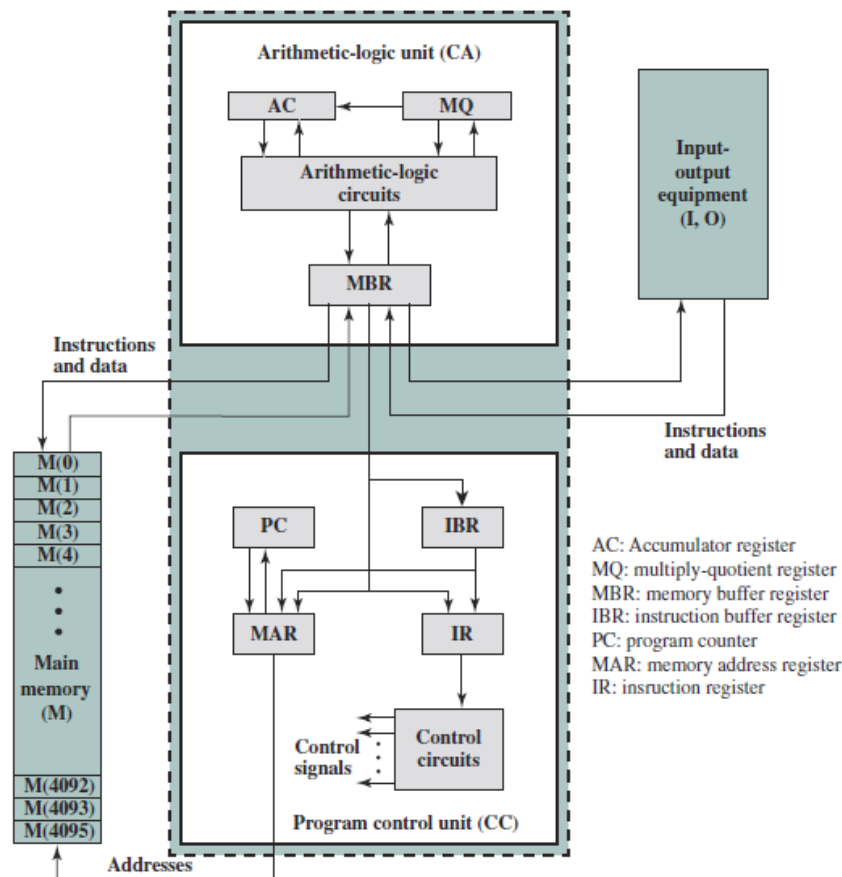 Arithmetic-logic unit (CA)
AC
MQ
Arithmetic-logic
circuits
MBR
Input-
output
equipment
(I, O)
Instructions
and data
Instructions
and data
M(0)
M(1)
M(2)
M(3)
M(4)
Main
memory
(M)
M(4092)
M(4093)
M(4095)
PC
IBR
MAR
IR
Control
signals
Control
circuits
Program control unit (CC)
Addresses
AC: Accumulator register
MQ: multiply-quotient register
MBR: memory buffer register
IBR: instruction buffer register
PC: program counter
MAR: memory address register
IR: insruction register